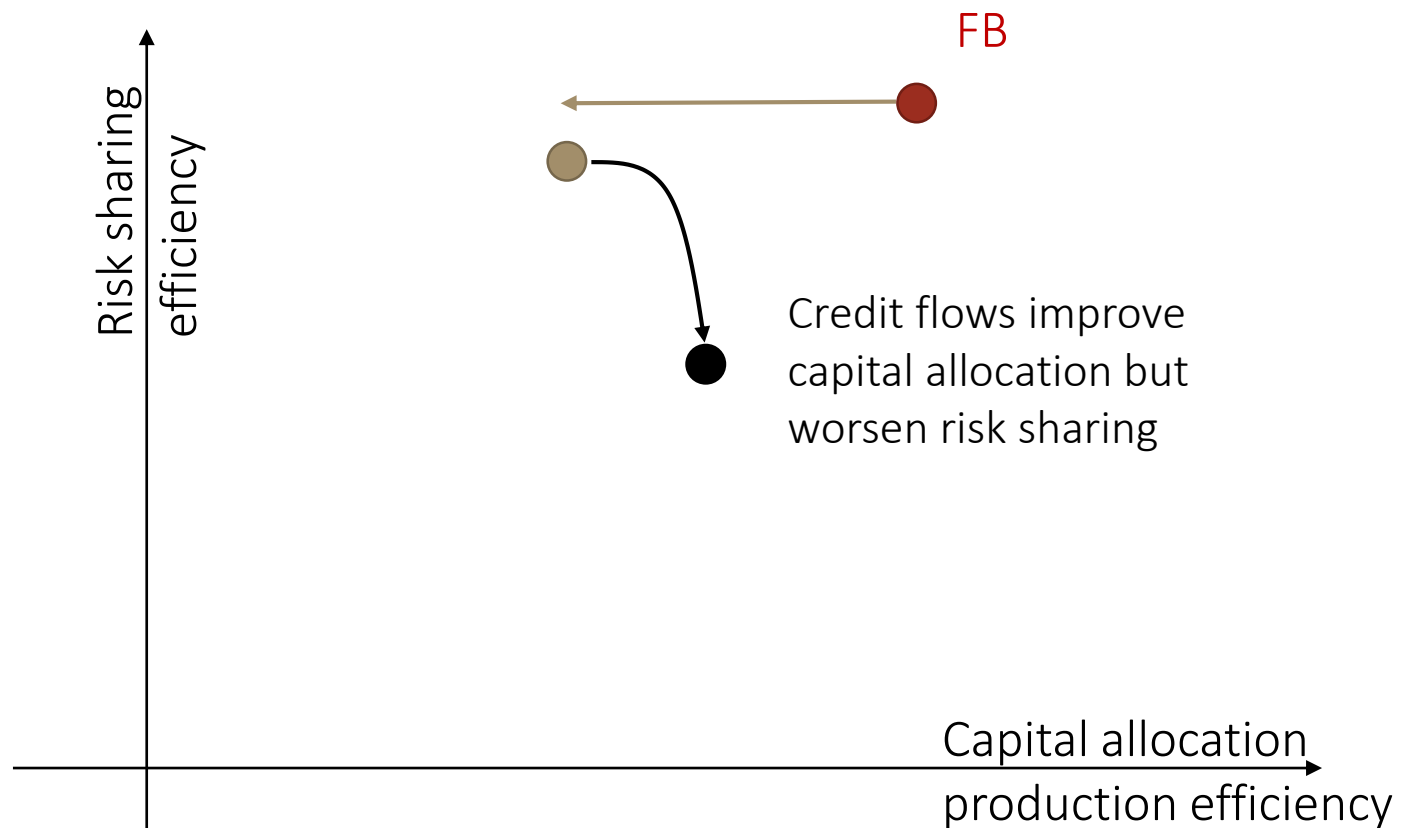 FB
Risk sharing
efficiency
Credit flows improve
capital allocation but
worsen risk sharing
Capital allocation
production efficiency